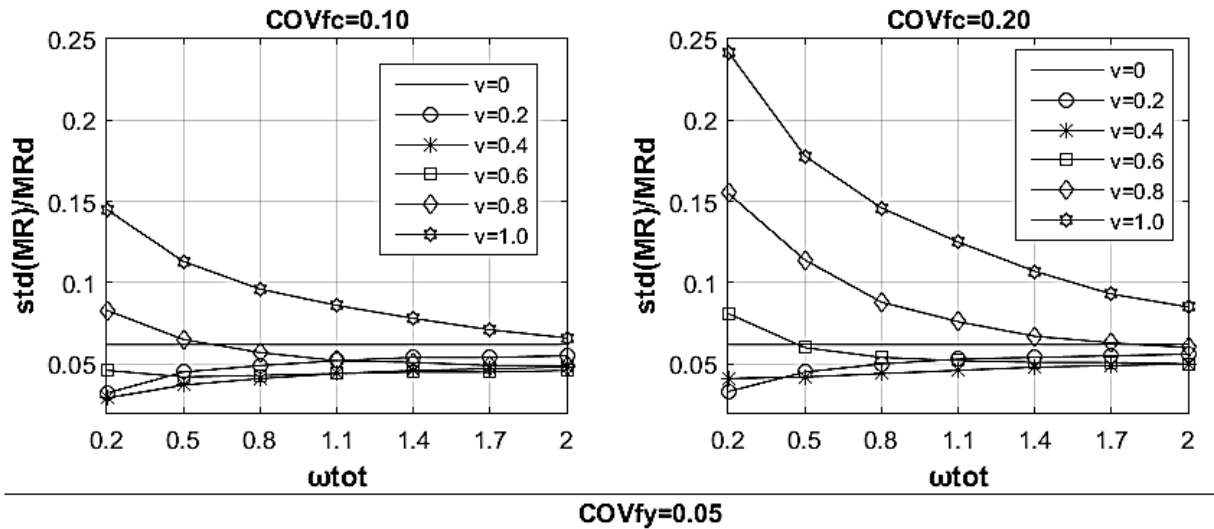 COVfc=0.10
0.25
0.2
0.15
0.1
0.05
std(MR)/MRd
v=0
v=0.2
v=0.4
v=0.6
v=0.8
v=1.0
0.2 0.5 0.8 1.1 1.4 1.7 2
ωtot
COVfc=0.20
0.25
0.2
0.15
0.1
0.05
std(MR)/MRd
v=0
v=0.2
v=0.4
v=0.6
v=0.8
v=1.0
0.2 0.5 0.8 1.1 1.4 1.7 2
ωtot
COVfy=0.05